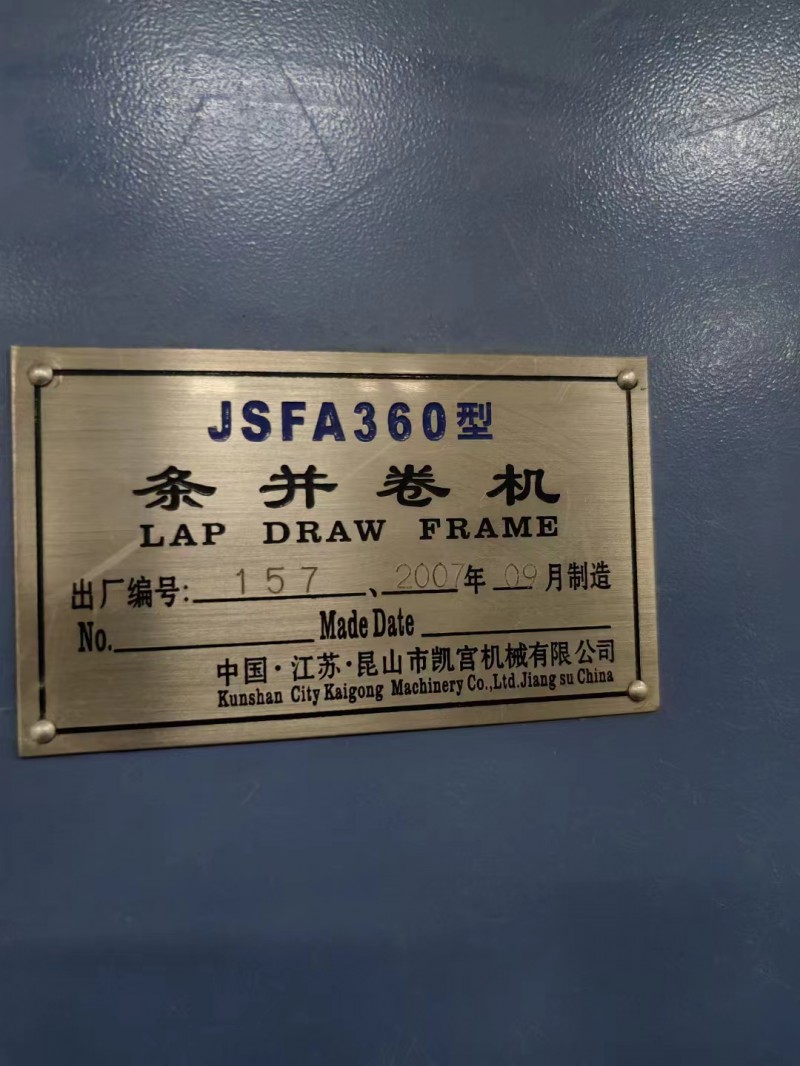 JSFA360型
条并卷机
LAP DRAW FRAME
出厂编号: 157、2007年 09月制造
No. Made Date
中国·江苏·昆山市凯宫机械有限公司
Kunshan City Kaigong Machinery Co.,Ltd.Jiang su China